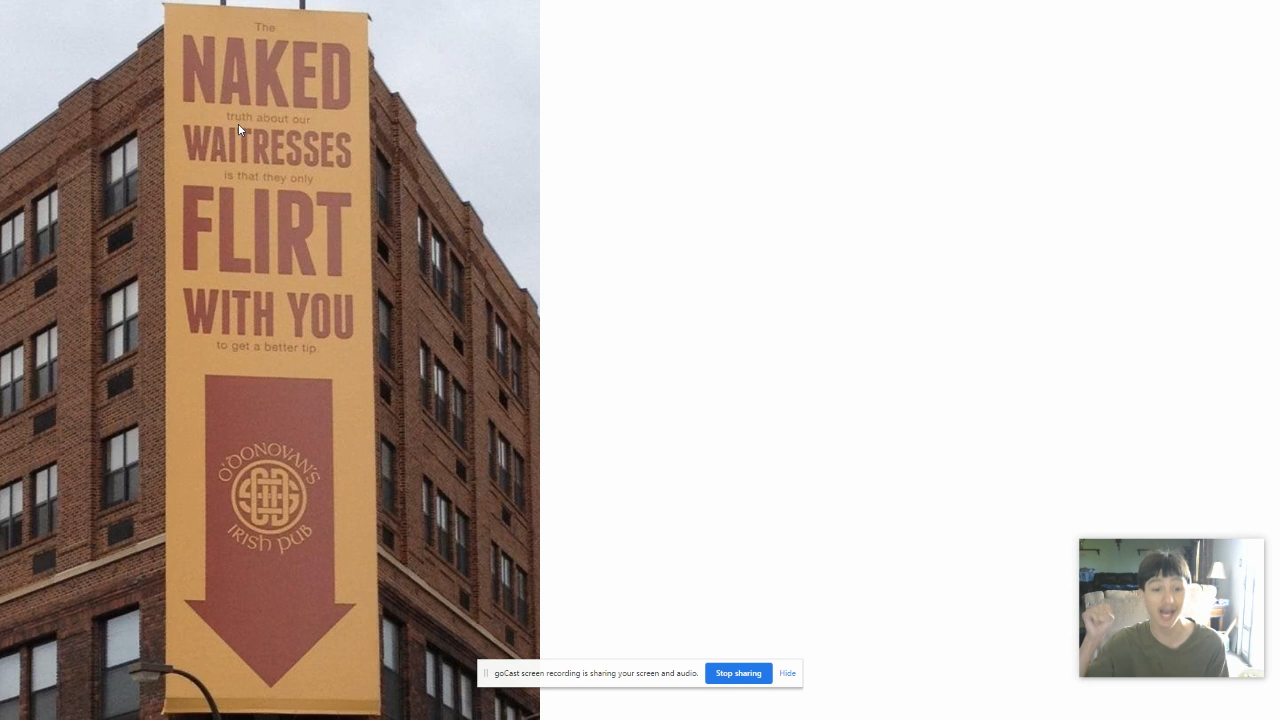 The
NAKED
truth about our
WAITRESSES
is that they only
FLIRT
WITH YOU
to get a better tip
O'DONOVAN'S
IRISH PUB
goCast screen recording is sharing your screen and audio.
Stop sharing
Hide